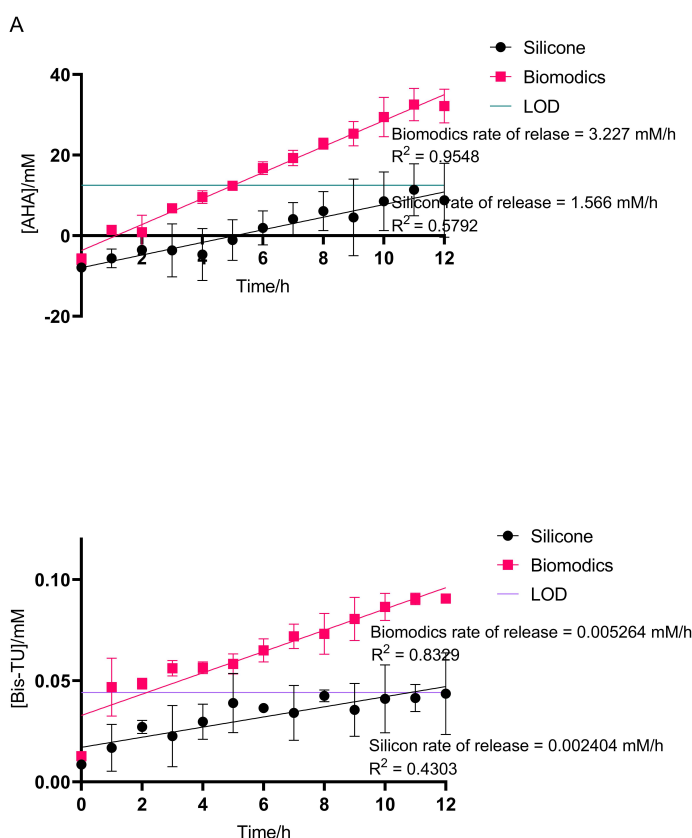 A
Silicone
Biomodics
LOD
[AHA]/mM
40
20
0
-20
2
4
6
8
10
12
Time/h
Biomodics rate of relase = 3.227 mM/h
R² = 0.9548
Silicon rate of release = 1.566 mM/h
R² = 0.5792
Silicone
Biomodics
LOD
[Bis-TU]/mM
0.10
0.05
0.00
0
2
4
6
8
10
12
Time/h
Biomodics rate of release = 0.005264 mM/h
R² = 0.8329
Silicon rate of release = 0.002404 mM/h
R² = 0.4303